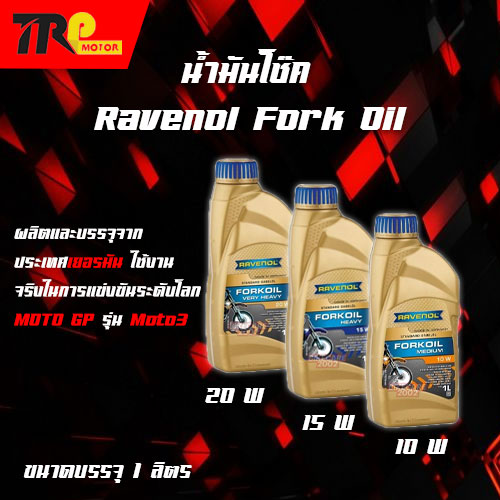 TRP
MOTOR
น้ำมันโช๊ค
Ravenol Fork Oil
ผลิตและบรรจุจาก
ประเทศเยอรมัน ใช้งาน
จริงในการแข่งขันระดับโลก
MOTO GP รุ่น Moto3
RAVENOL
FORKOIL
VERY HEAVY
RAVENOL
FORKOIL
HEAVY
15 W
RAVENOL
FORKOIL
MEDIUM
10 W
1L
20 W
15 W
10 W
ขนาดบรรจุ 1 ลิตร